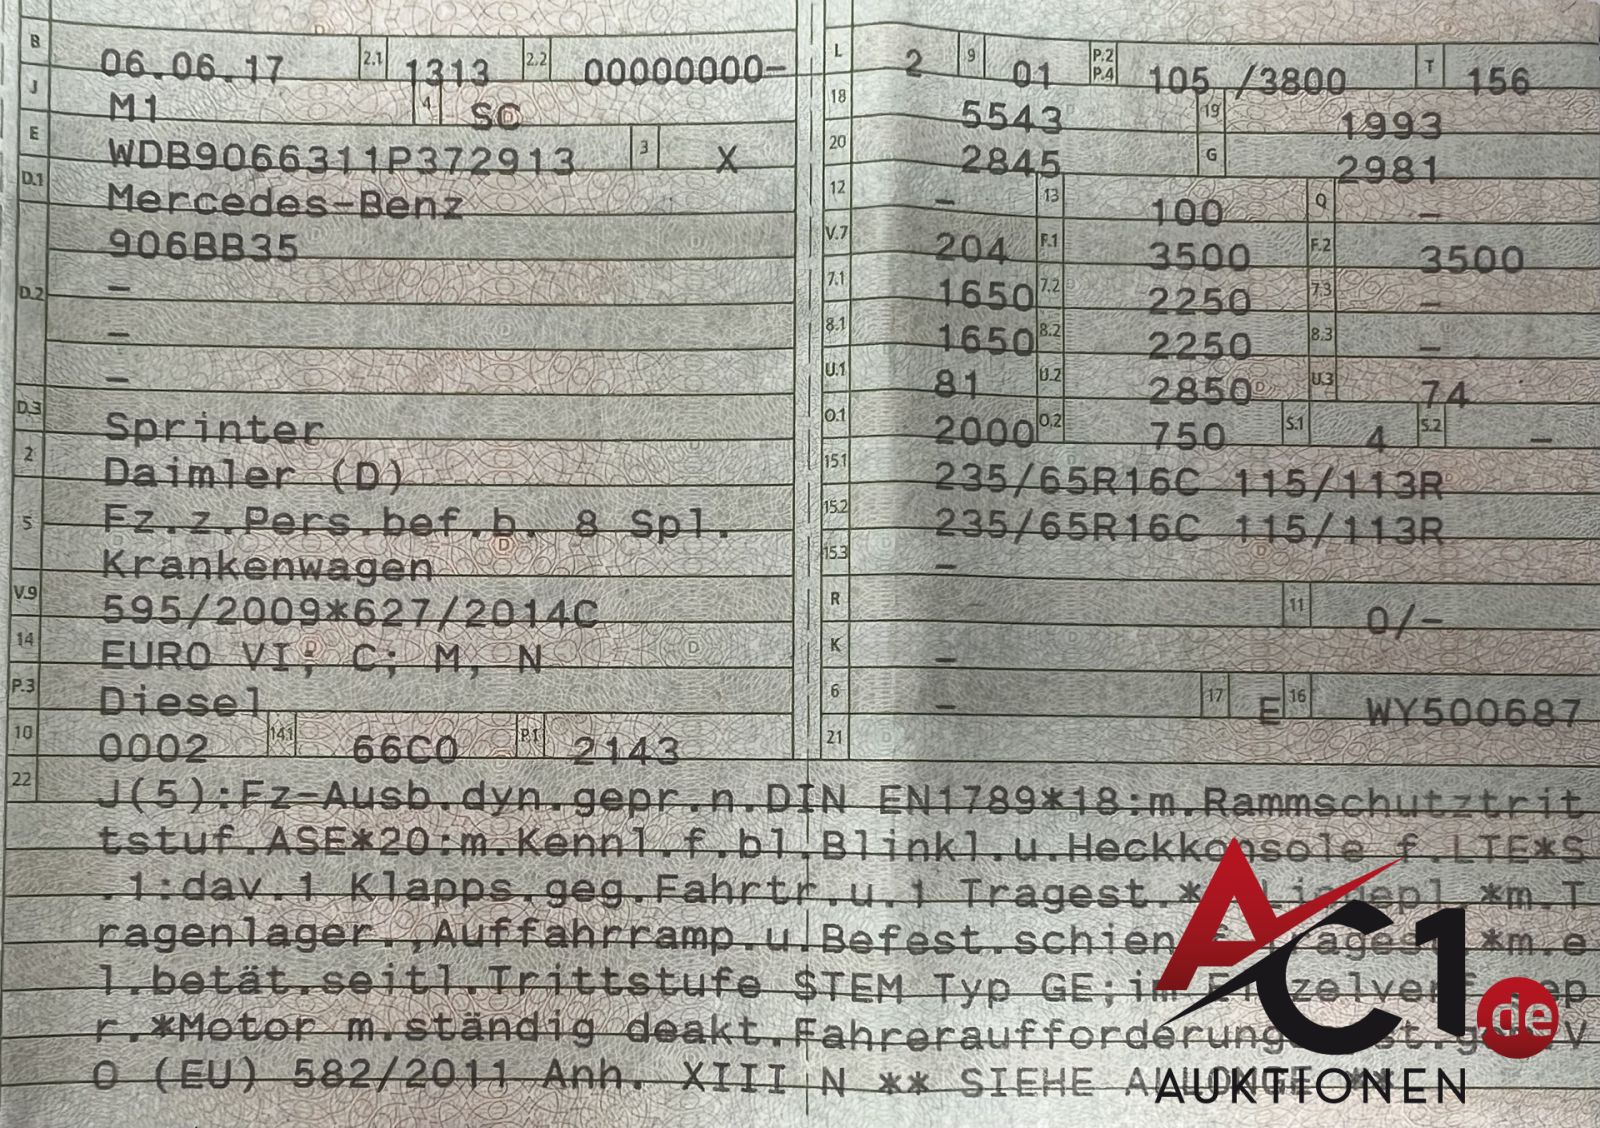 B 06.06.17 2.1 1313 2.2 00000000-
J M1 4 SC
E WDB9066311P372913 3 X
D.1 Mercedes-Benz
906BB35
D.2 -
-
-
D.3 Sprinter
2 Daimler (D)
5 Fz.z.Pers.bef.b. 8 Spl.
Krankenwagen
V.9 595/2009*627/2014C
14 EURO VI; C; M, N
P.3 Diesel
10 0002 14.1 66C0 P.1 2143
L 2 9 01 P.2 P.4 105 /3800 T 156
18 5543 19 1993
20 2845 G 2981
12 - 13 100 Q -
V.7 204 F.1 3500 F.2 3500
7.1 1650 7.2 2250 7.3 -
8.1 1650 8.2 2250 8.3 -
U.1 81 U.2 2850 U.3 74
O.1 2000 O.2 750 S.1 4 S.2 -
15.1 235/65R16C 115/113R
15.2 235/65R16C 115/113R
15.3 -
R 11 0/-
K -
6 - 17 E 16 WY500687
21
22 J(5):Fz-Ausb.dyn.gepr.n.DIN EN1789*18:m.Rammschutztrit
tstuf.ASE*20:m.Kennl.f.bl.Blinkl.u.Heckkonsole f.LTE*S
.1:dav.1 Klapps.geg.Fahrtr.u.1 Tragest.* Liegepl.*m.T
ragenlager.,Auffahrramp.u.Befest.schien.f.Tragest.*m.e
l.betät.seitl.Trittstufe STEM Typ GE;im Einzelverf.gep
r.*Motor m.ständig deakt.Fahreraufforderung gem.V
O (EU) 582/2011 Anh. XIII N ** SIEHE ALLONGE **
AC1.de
AUKTIONEN